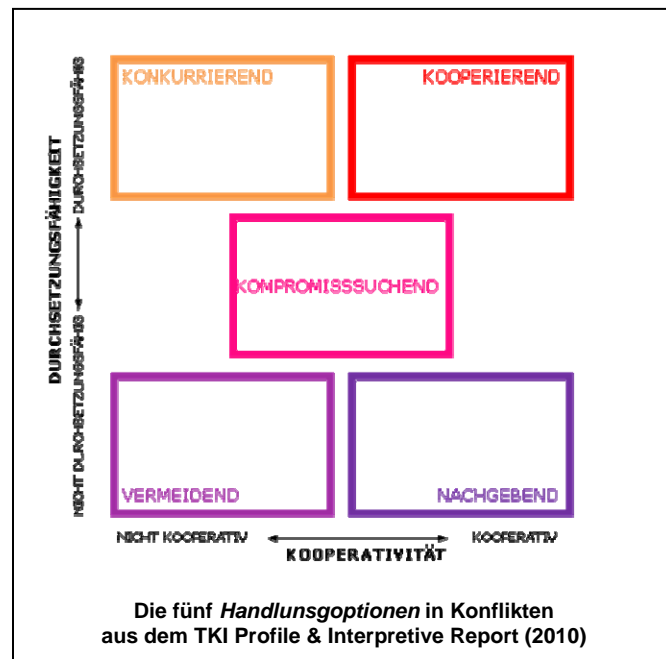 KONKURRIEREND
KOOPERIEREND
KOMPROMISSSUCHEND
VERMEIDEND
NACHGEBEND
DURCHSETZUNGSFÄHIGKEIT
DURCHSETZUNGSFÄHIG
NICHT DURCHSETZUNGSFÄHIG
NICHT KOOPERATIV
KOOPERATIV
KOOPERATIVITÄT
Die fünf Handlunsgoptionen in Konflikten
aus dem TKI Profile & Interpretive Report (2010)